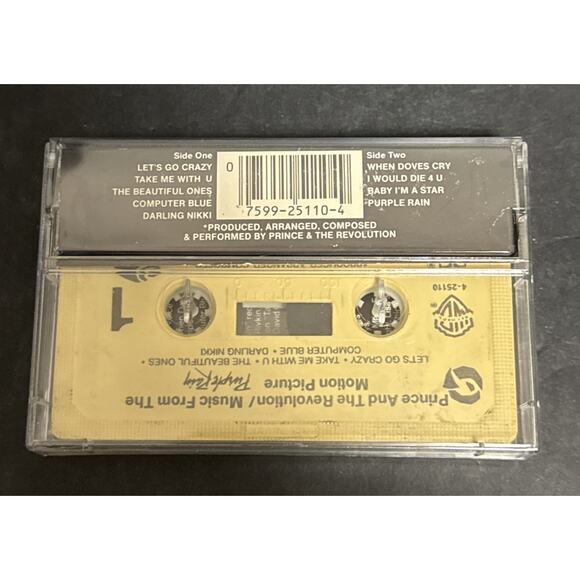 Side One
LET'S GO CRAZY
TAKE ME WITH U
THE BEAUTIFUL ONES
COMPUTER BLUE
DARLING NIKKI
0
7599-25110-4
Side Two
WHEN DOVES CRY
I WOULD DIE 4 U
BABY I'M A STAR
PURPLE RAIN
*PRODUCED, ARRANGED, COMPOSED
& PERFORMED BY PRINCE & THE REVOLUTION
Prince And The Revolution/Music From The
Motion Picture Purple Rain
LET'S GO CRAZY • TAKE ME WITH U • THE BEAUTIFUL ONES •
COMPUTER BLUE • DARLING NIKKI
1
4-25110
100